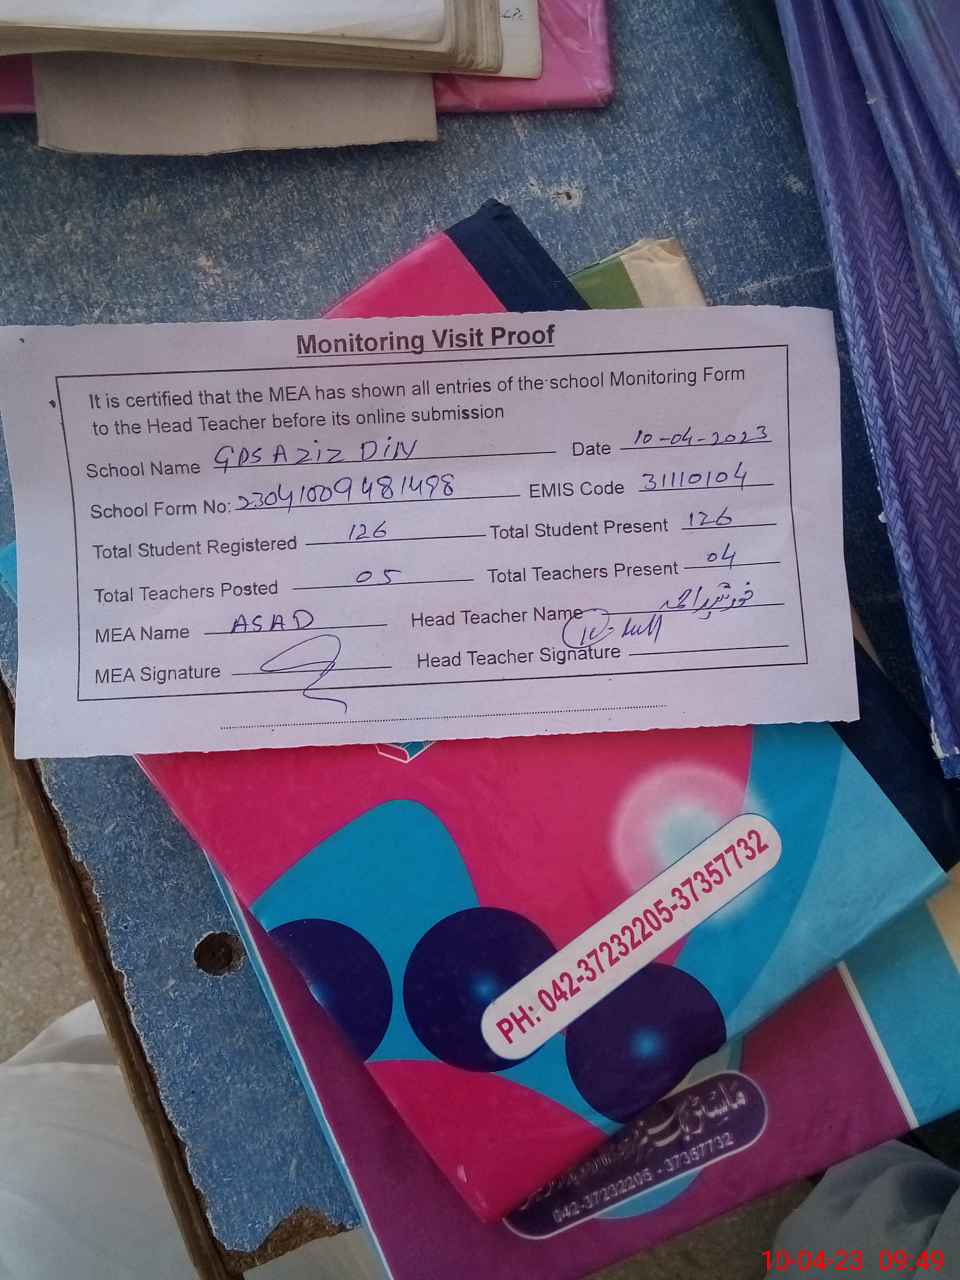 Monitoring Visit Proof
It is certified that the MEA has shown all entries of the school Monitoring Form
to the Head Teacher before its online submission
School Name GPS AZIZ DIN Date 10-04-2023
School Form No: 23041009481498 EMIS Code 31110104
Total Student Registered 126 Total Student Present 126
Total Teachers Posted 05 Total Teachers Present 04
MEA Name ASAD Head Teacher Name خورشید احمد
MEA Signature Head Teacher Signature
PH: 042-37232205-37357732
042-37232205 - 37357732
10-04-23 09:49